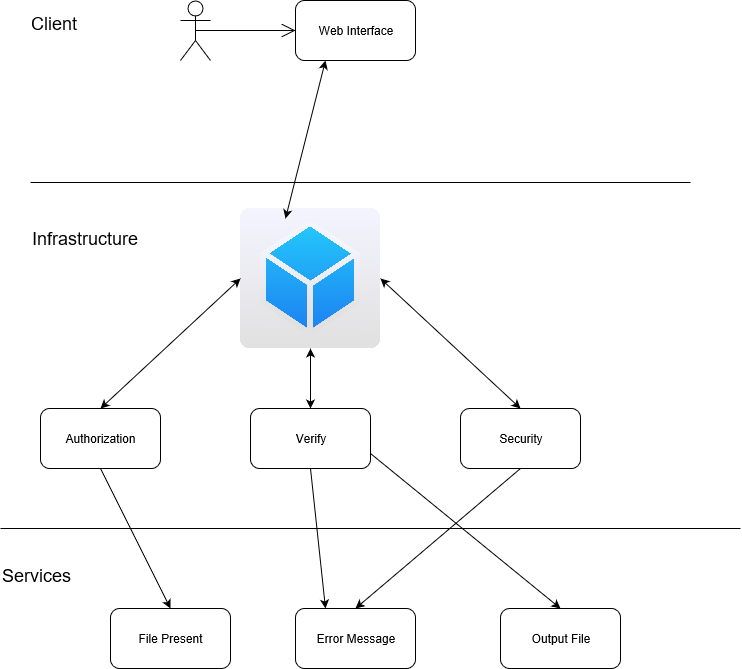 Client
Web Interface
Infrastructure
Authorization
Verify
Security
Services
File Present
Error Message
Output File